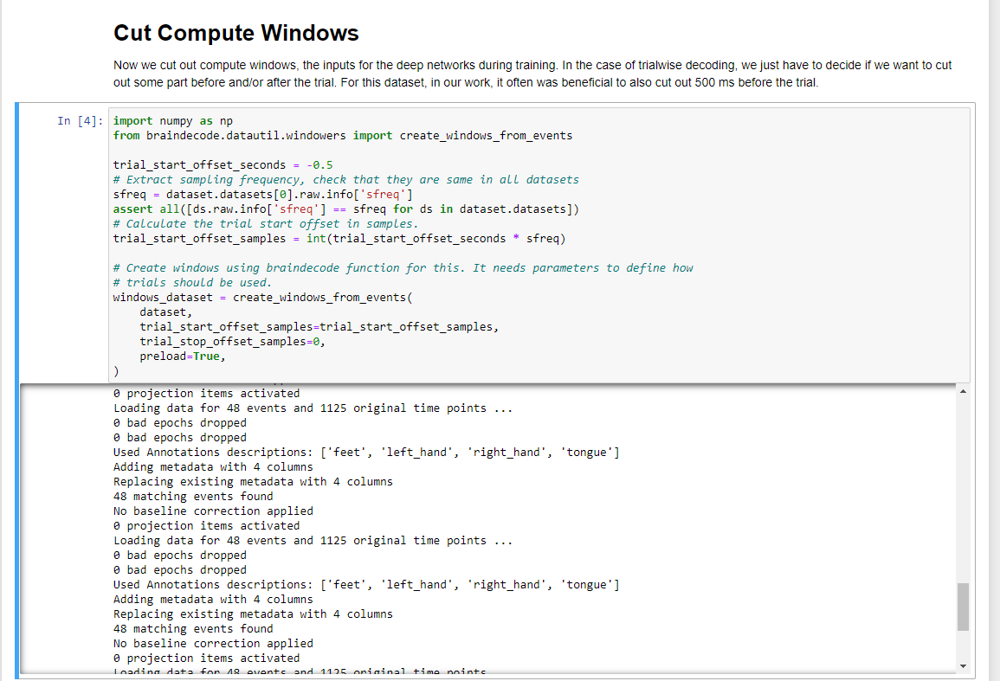 Cut Compute Windows
Now we cut out compute windows, the inputs for the deep networks during training. In the case of trialwise decoding, we just have to decide if we want to cut
out some part before and/or after the trial. For this dataset, in our work, it often was beneficial to also cut out 500 ms before the trial.
In [4]:
import numpy as np
from braindecode.datautil.windowers import create_windows_from_events

trial_start_offset_seconds = -0.5
# Extract sampling frequency, check that they are same in all datasets
sfreq = dataset.datasets[0].raw.info['sfreq']
assert all([ds.raw.info['sfreq'] == sfreq for ds in dataset.datasets])
# Calculate the trial start offset in samples.
trial_start_offset_samples = int(trial_start_offset_seconds * sfreq)

# Create windows using braindecode function for this. It needs parameters to define how
# trials should be used.
windows_dataset = create_windows_from_events(
    dataset,
    trial_start_offset_samples=trial_start_offset_samples,
    trial_stop_offset_samples=0,
    preload=True,
)
0 projection items activated
Loading data for 48 events and 1125 original time points ...
0 bad epochs dropped
0 bad epochs dropped
Used Annotations descriptions: ['feet', 'left_hand', 'right_hand', 'tongue']
Adding metadata with 4 columns
Replacing existing metadata with 4 columns
48 matching events found
No baseline correction applied
0 projection items activated
Loading data for 48 events and 1125 original time points ...
0 bad epochs dropped
0 bad epochs dropped
Used Annotations descriptions: ['feet', 'left_hand', 'right_hand', 'tongue']
Adding metadata with 4 columns
Replacing existing metadata with 4 columns
48 matching events found
No baseline correction applied
0 projection items activated
Loading data for 48 events and 1125 original time points